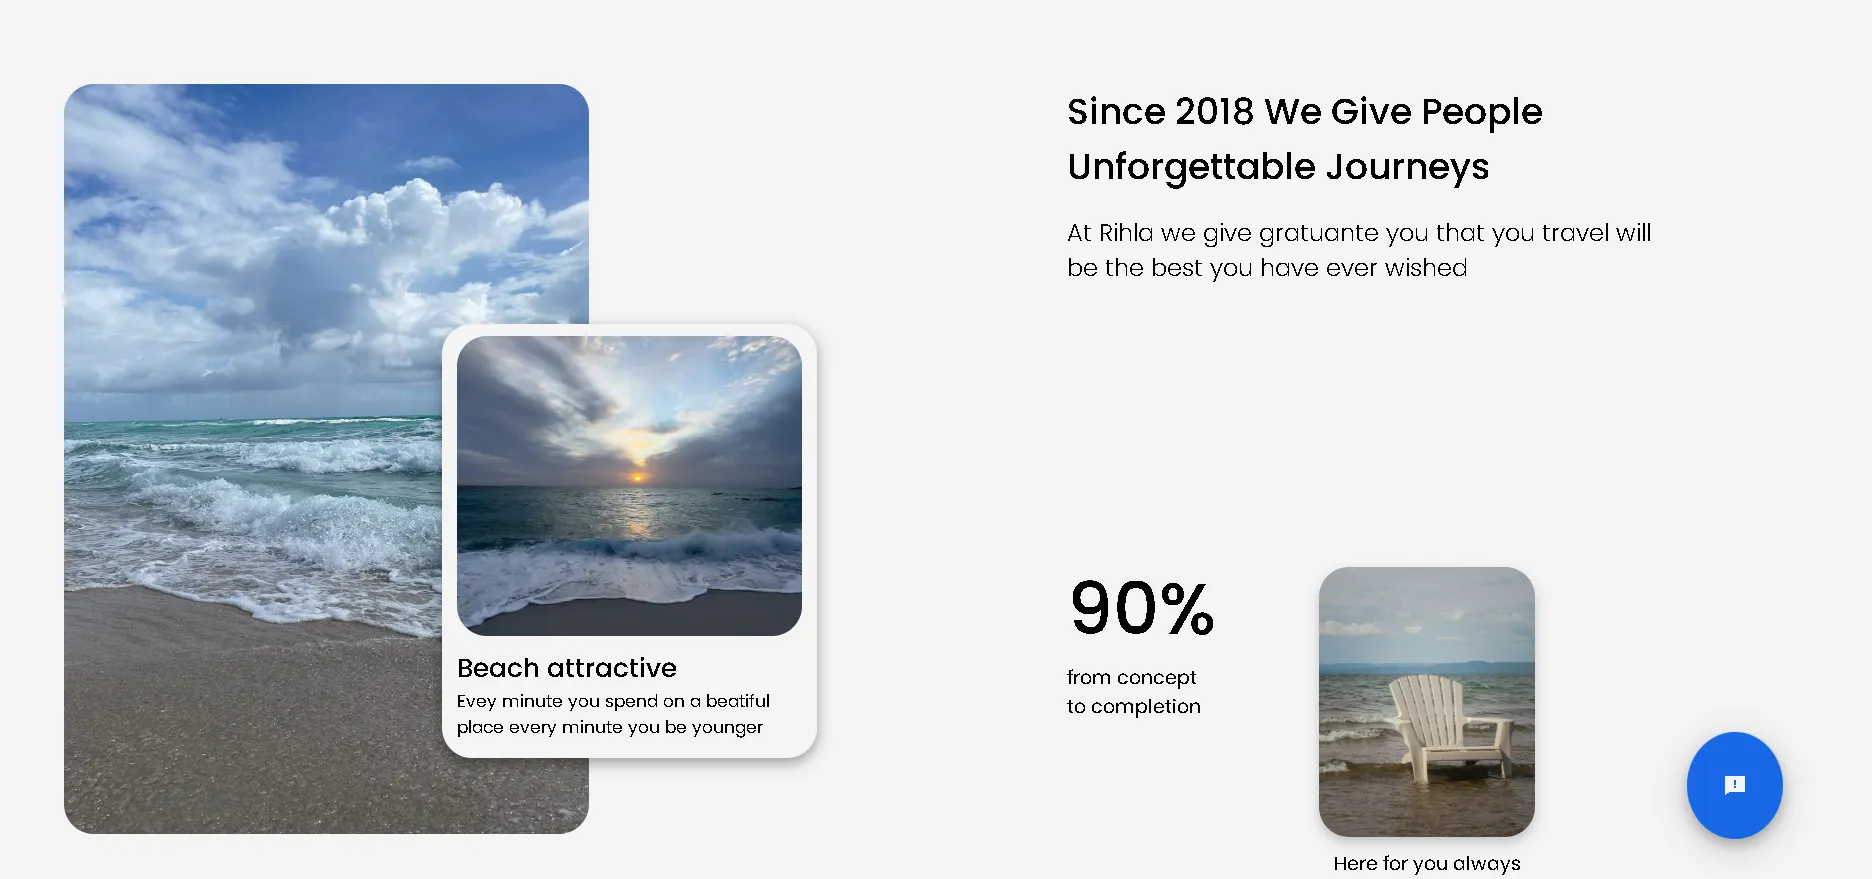 Since 2018 We Give People
Unforgettable Journeys
At Rihla we give gratuante you that you travel will
be the best you have ever wished
Beach attractive
Evey minute you spend on a beatiful
place every minute you be younger
90%
from concept
to completion
Here for you always